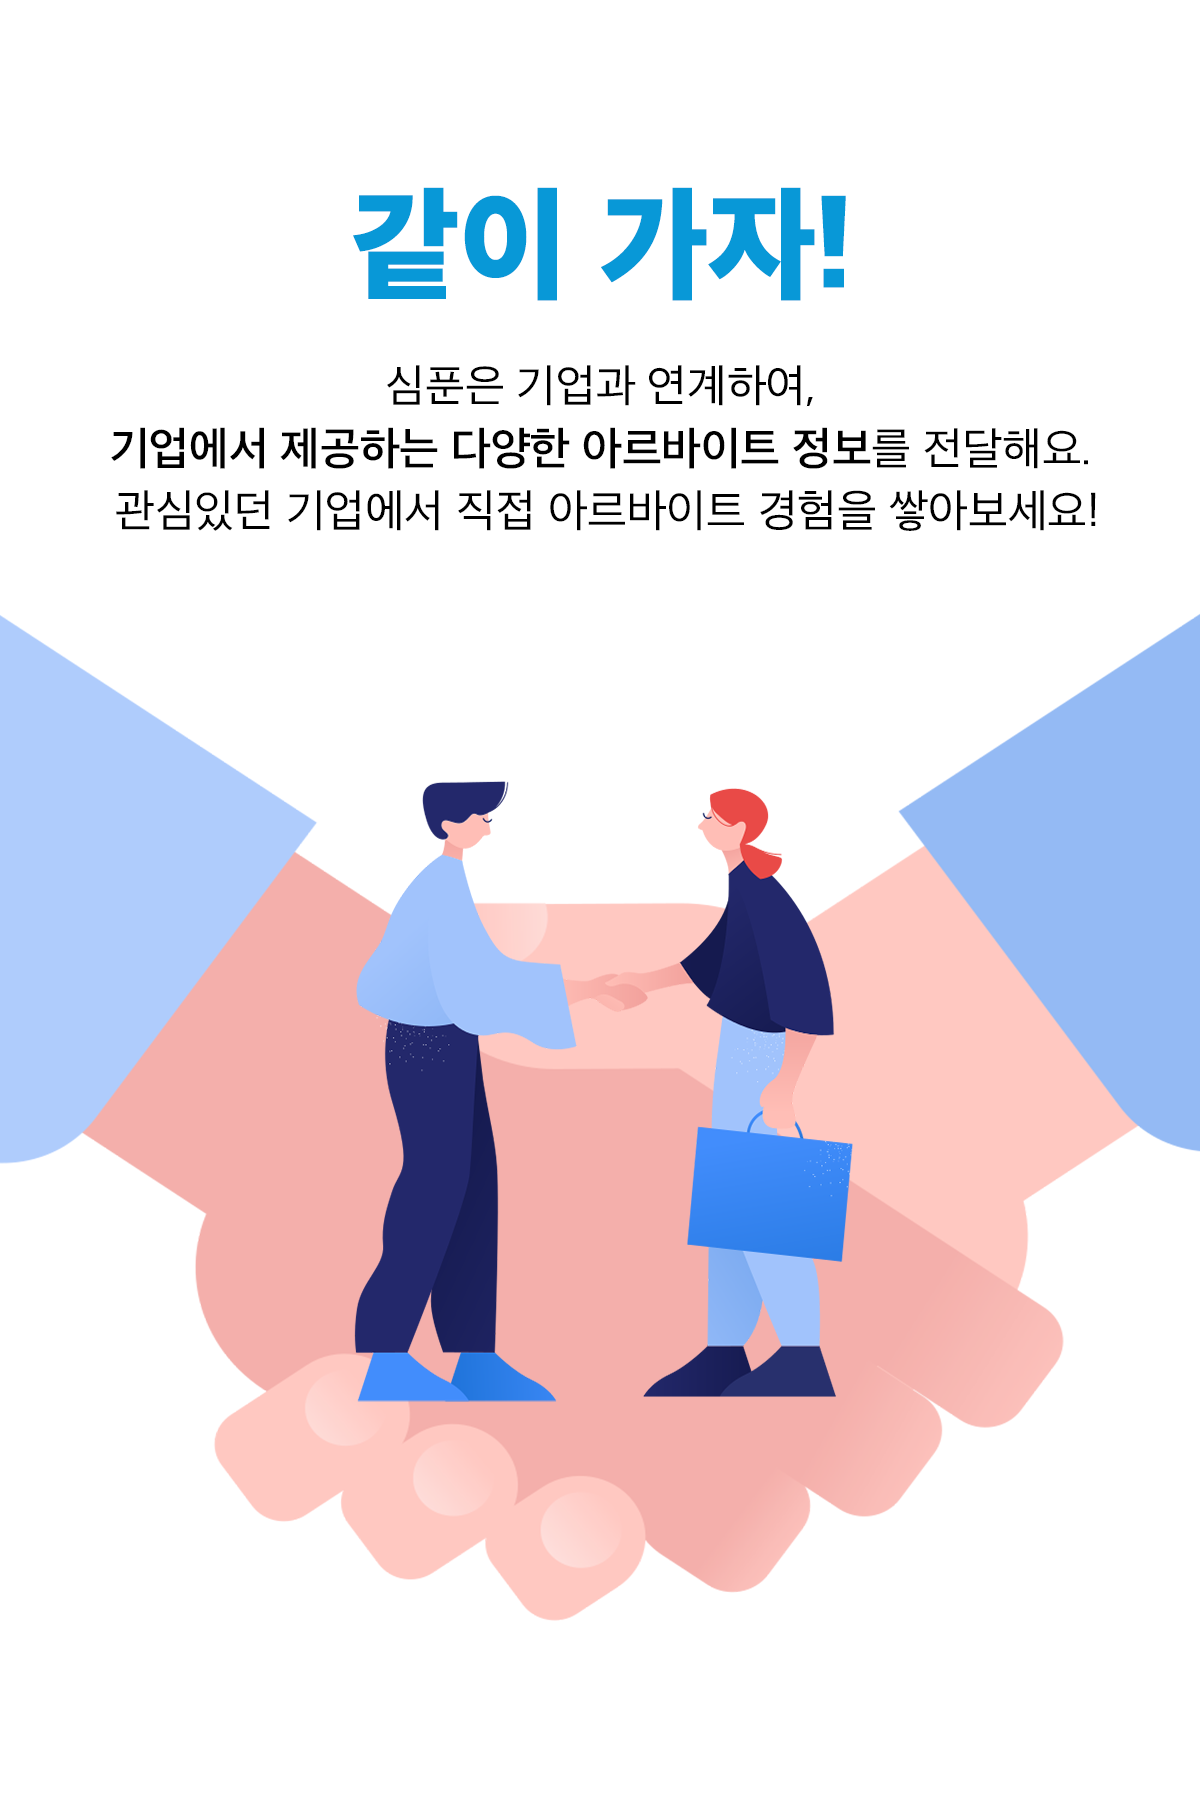 같이 가자!
심푼은 기업과 연계하여,
기업에서 제공하는 다양한 아르바이트 정보를 전달해요.
관심있던 기업에서 직접 아르바이트 경험을 쌓아보세요!